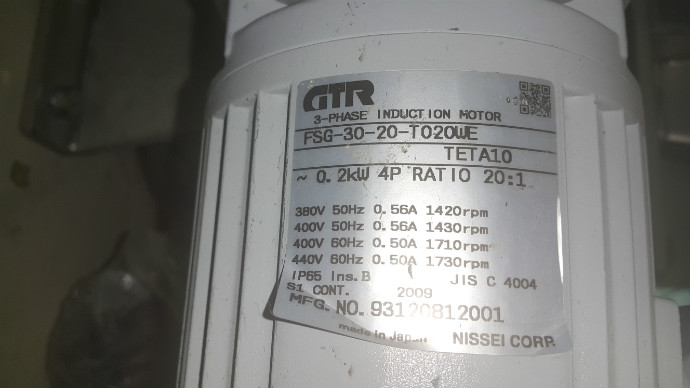 GTR
3-PHASE INDUCTION MOTOR
FSG-30-20-T020WE
TETA10
~ 0.2kW 4P RATIO 20:1
380V 50Hz 0.56A 1420rpm
400V 50Hz 0.56A 1430rpm
400V 60Hz 0.50A 1710rpm
440V 60Hz 0.50A 1730rpm
IP65 Ins.B JIS C 4004
S1 CONT. 2009
MFG. NO. 93120812001
made in Japan NISSEI CORP.